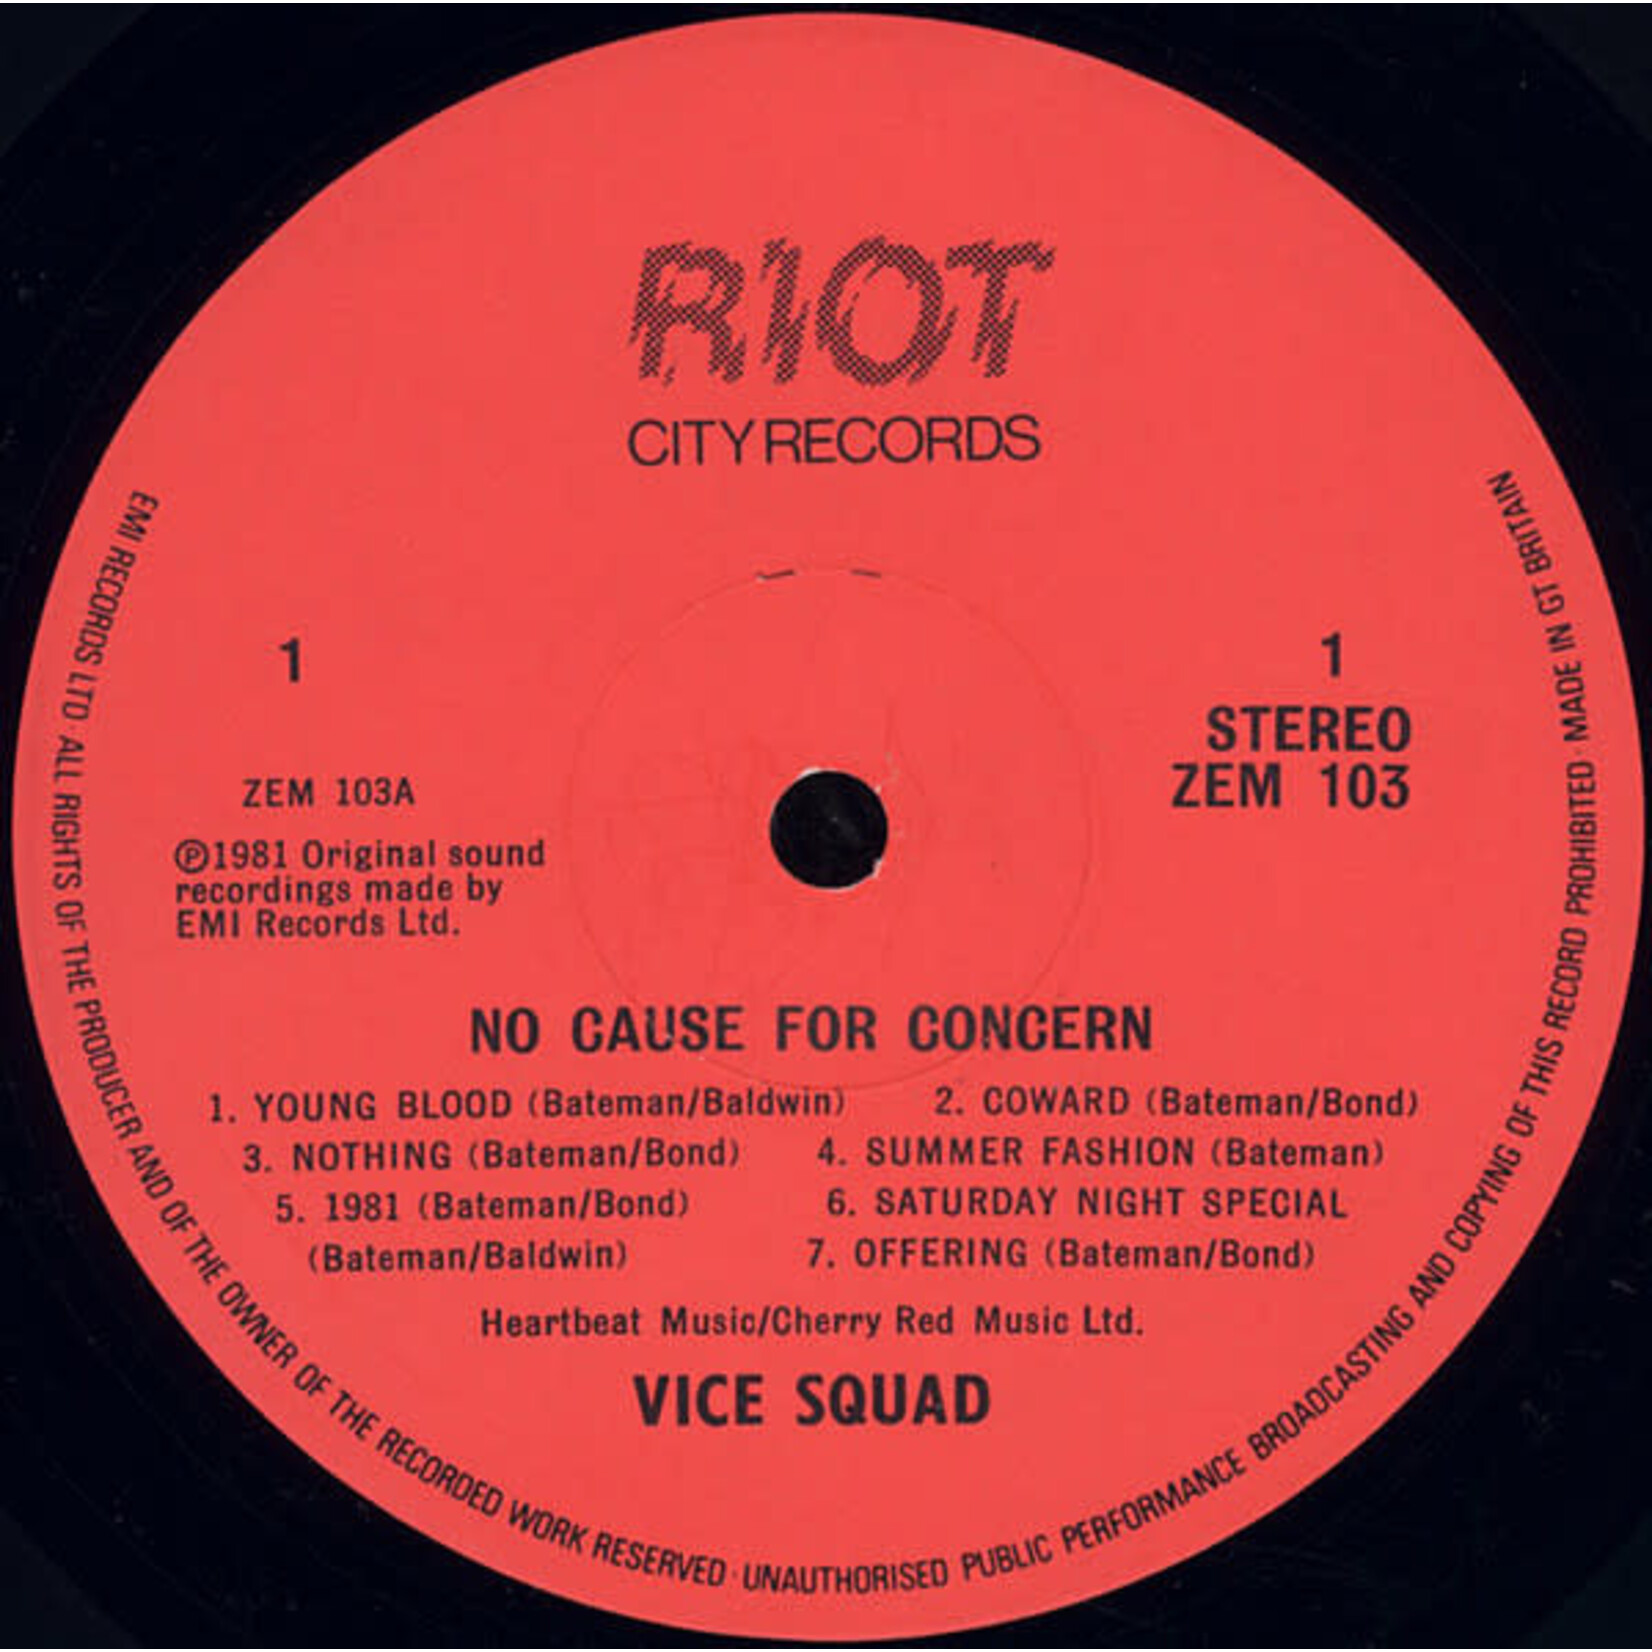 RIOT
CITY RECORDS
1
1
STEREO
ZEM 103
ZEM 103A
℗1981 Original sound
recordings made by
EMI Records Ltd.
NO CAUSE FOR CONCERN
1. YOUNG BLOOD (Bateman/Baldwin) 2. COWARD (Bateman/Bond)
3. NOTHING (Bateman/Bond) 4. SUMMER FASHION (Bateman)
5. 1981 (Bateman/Bond) 6. SATURDAY NIGHT SPECIAL
(Bateman/Baldwin) 7. OFFERING (Bateman/Bond)
Heartbeat Music/Cherry Red Music Ltd.
VICE SQUAD
EMI RECORDS LTD · ALL RIGHTS OF THE PRODUCER AND OF THE OWNER OF THE RECORDED WORK RESERVED · UNAUTHORISED PUBLIC PERFORMANCE BROADCASTING AND COPYING OF THIS RECORD PROHIBITED · MADE IN GT BRITAIN